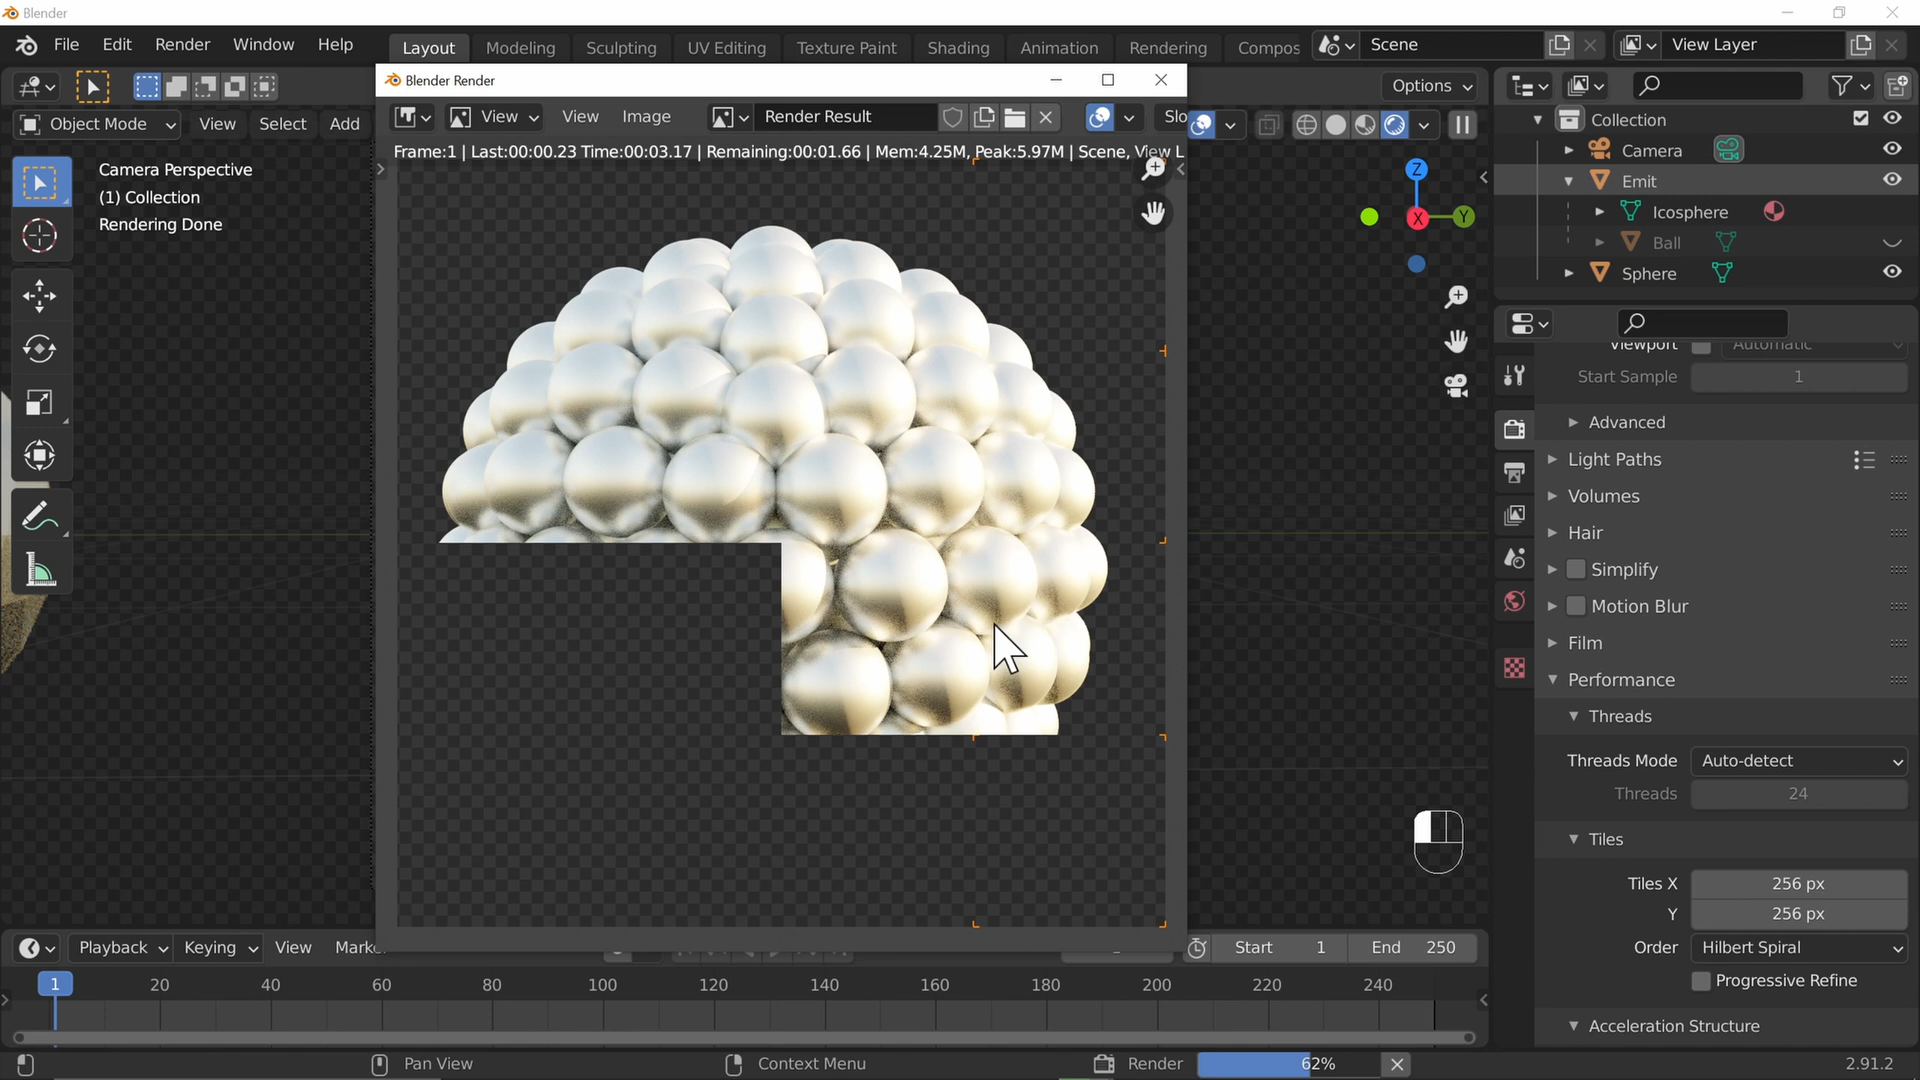 Blender
File Edit Render Window Help
Layout Modeling Sculpting UV Editing Texture Paint Shading Animation Rendering Compos
Scene
View Layer
Blender Render
Options
Object Mode View Select Add
View View Image Render Result Slo
Frame:1 | Last:00:00.23 Time:00:03.17 | Remaining:00:01.66 | Mem:4.25M, Peak:5.97M | Scene, View L
Camera Perspective
(1) Collection
Rendering Done
Z
X
Y
Collection
Camera
Emit
Icosphere
Ball
Sphere
Viewport Automatic
Start Sample 1
Advanced
Light Paths
Volumes
Hair
Simplify
Motion Blur
Film
Performance
Threads
Threads Mode Auto-detect
Threads 24
Tiles
Tiles X 256 px
Y 256 px
Order Hilbert Spiral
Progressive Refine
Acceleration Structure
Playback Keying View Marke
Start 1 End 250
1 20 40 60 80 100 120 140 160 180 200 220 240
Pan View Context Menu Render 62% 2.91.2